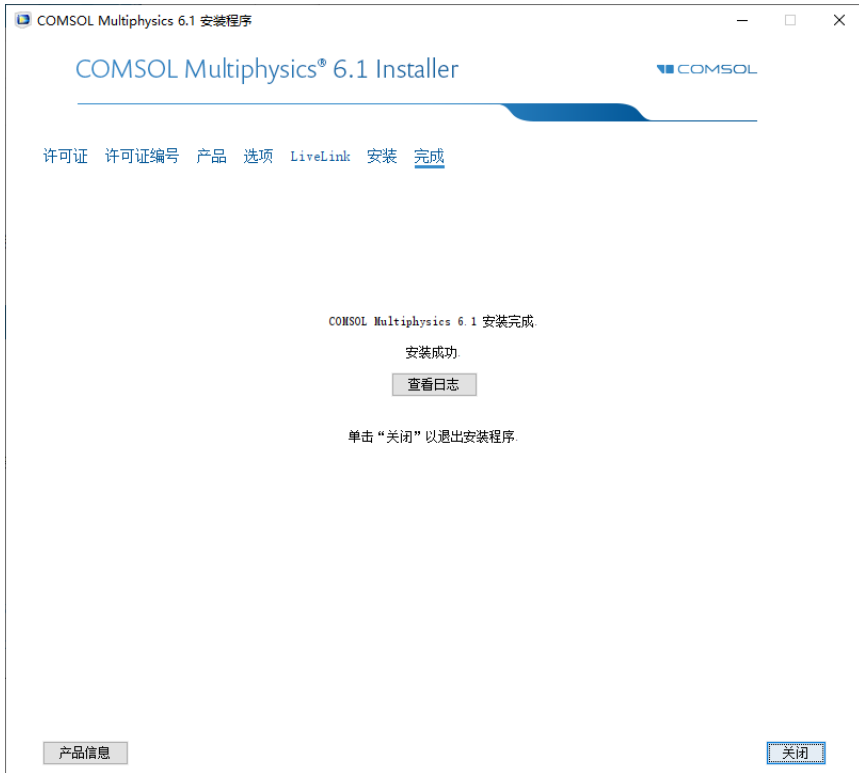 COMSOL Multiphysics 6.1 安装程序
COMSOL Multiphysics® 6.1 Installer
COMSOL
许可证 许可证编号 产品 选项 LiveLink 安装 完成
COMSOL Multiphysics 6.1 安装完成.
安装成功.
查看日志
单击“关闭”以退出安装程序.
产品信息 关闭